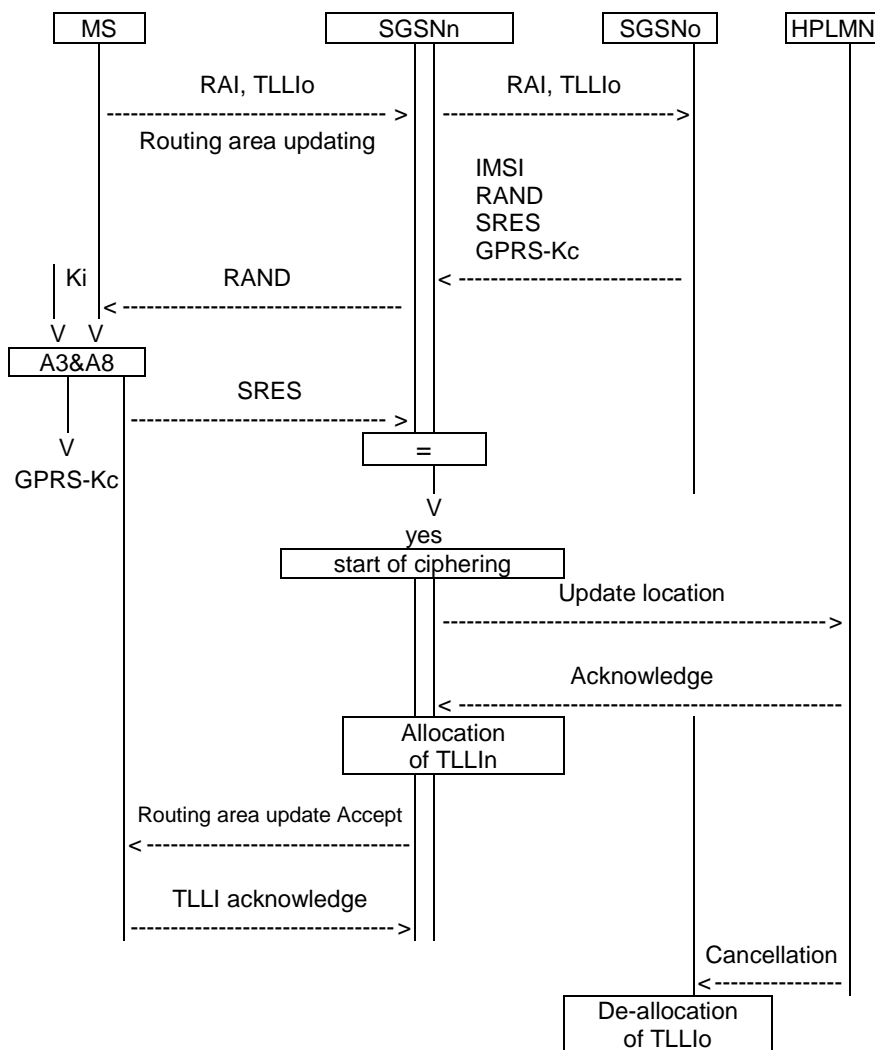 MS SGSNn SGSNo HPLMN
RAI, TLLIo RAI, TLLIo
Routing area updating
IMSI
RAND
SRES
GPRS-Kc
Ki RAND
V V
A3&A8
SRES
V =
GPRS-Kc
V
yes
start of ciphering
Update location
Acknowledge
Allocation
of TLLIn
Routing area update Accept
TLLI acknowledge
Cancellation
De-allocation
of TLLIo